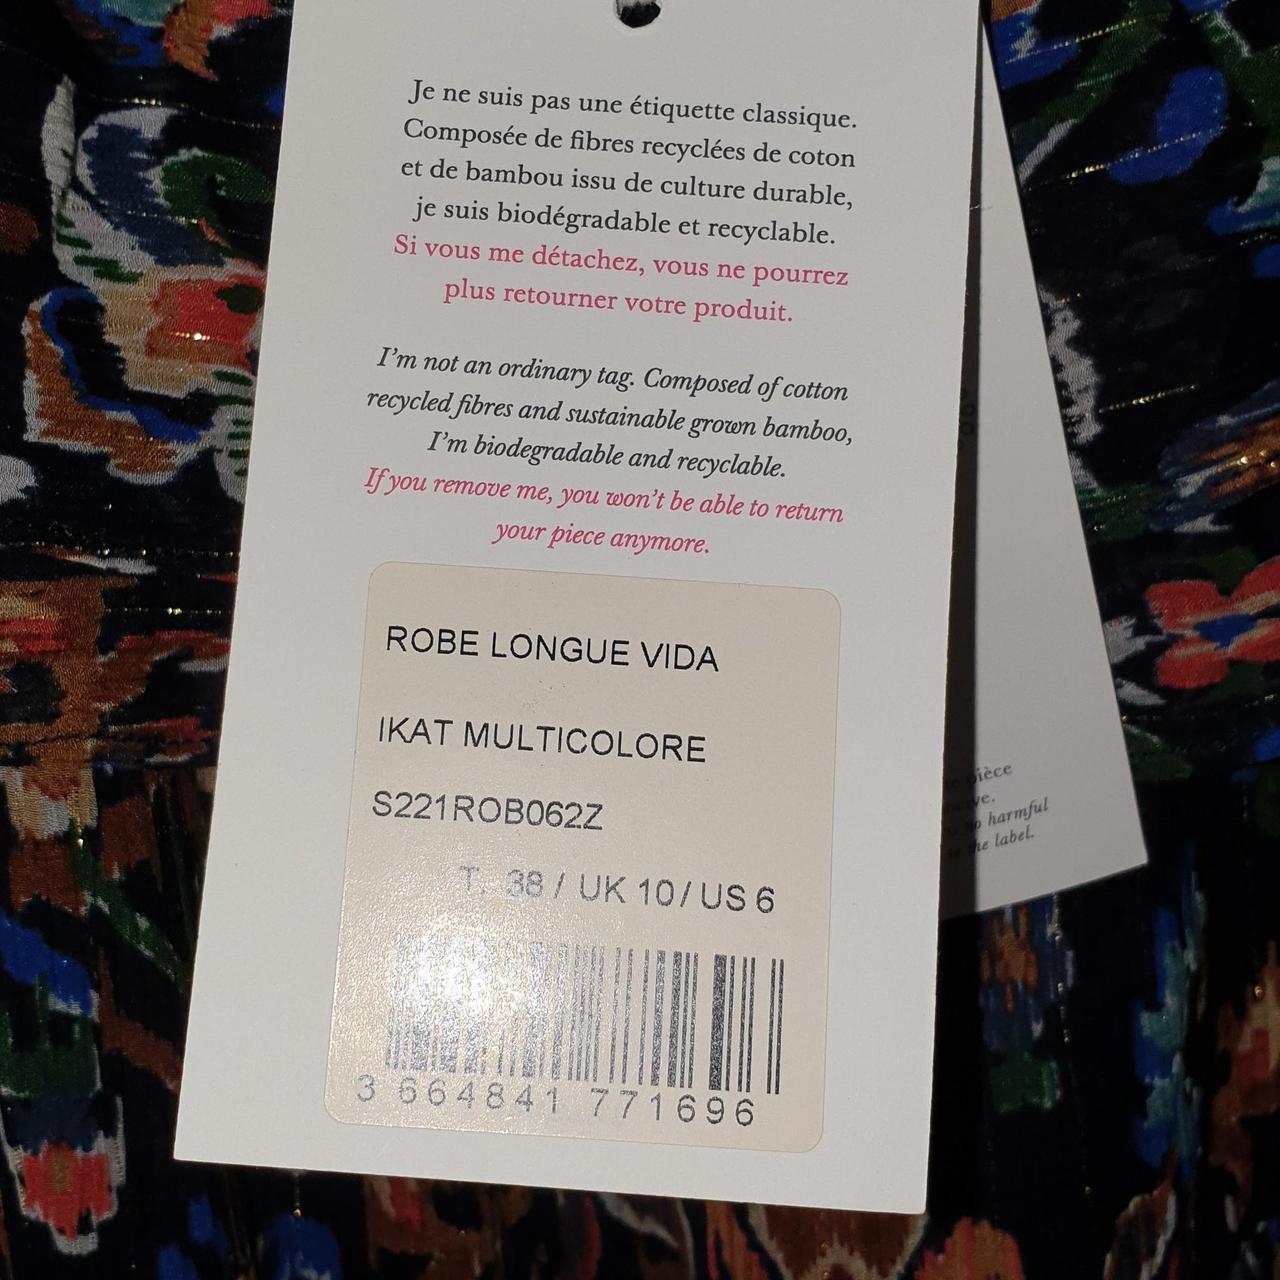 Je ne suis pas une étiquette classique.
Composée de fibres recyclées de coton
et de bambou issu de culture durable,
je suis biodégradable et recyclable.
Si vous me détachez, vous ne pourrez
plus retourner votre produit.
I'm not an ordinary tag. Composed of cotton
recycled fibres and sustainable grown bamboo,
I'm biodegradable and recyclable.
If you remove me, you won't be able to return
your piece anymore.
ROBE LONGUE VIDA
IKAT MULTICOLORE
S221ROB062Z
T. 38 / UK 10/ US 6
3 664841 771696
pièce
harmful
the label.